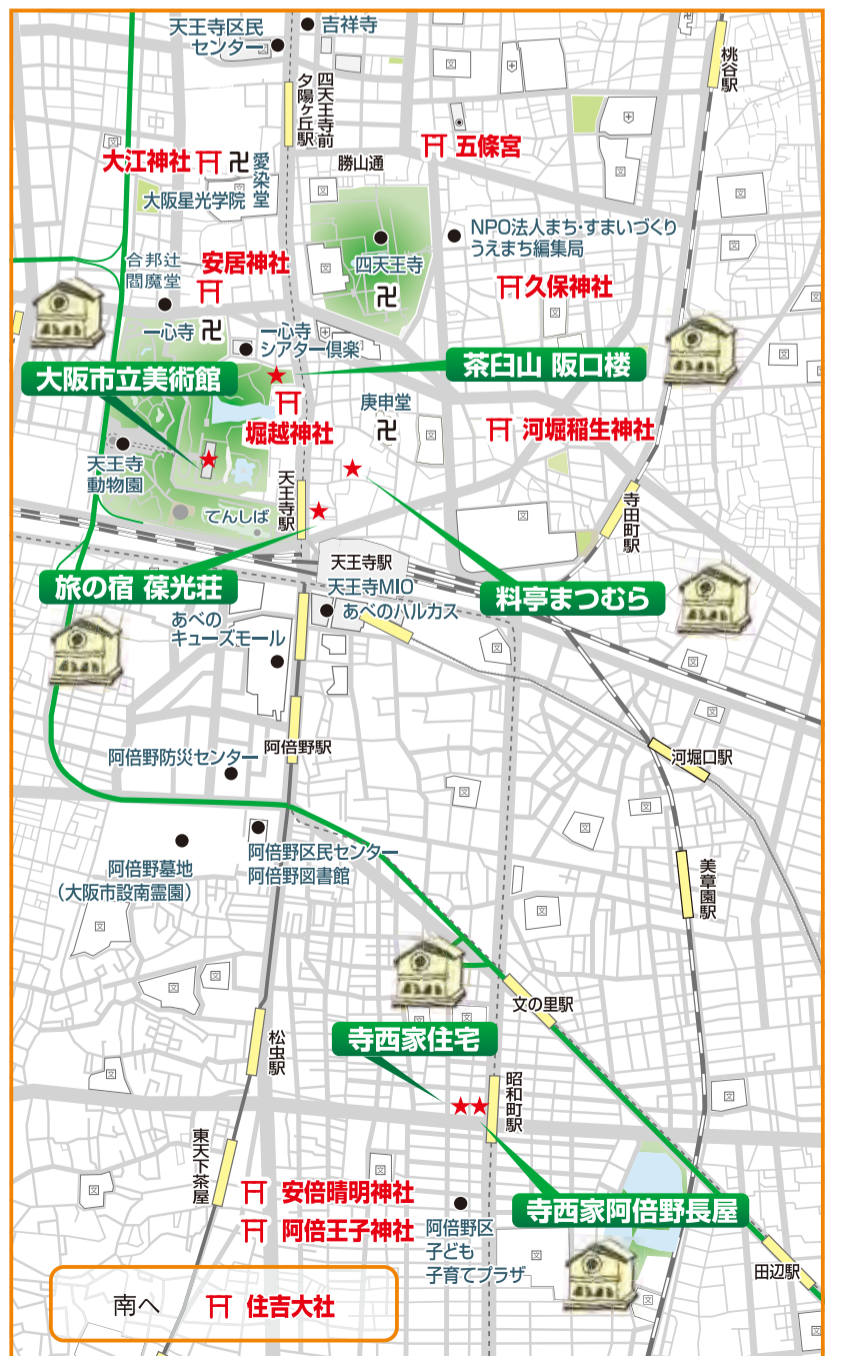 天王寺区民
センター
吉祥寺
四天王寺前
夕陽ヶ丘駅
桃谷駅
大江神社
卍
愛染堂
大阪星光学院
勝山通
五條宮
NPO法人まち・すまいづくり
うえまち編集局
合邦辻
閻魔堂
安居神社
四天王寺
卍
久保神社
一心寺
卍
一心寺
シアター倶楽
大阪市立美術館
茶臼山 阪口楼
庚申堂
卍
堀越神社
河堀稲生神社
天王寺
動物園
天王寺駅
てんしば
寺田町駅
天王寺駅
旅の宿 葆光荘
天王寺MIO
あべのハルカス
料亭まつむら
あべの
キューズモール
阿倍野駅
河堀口駅
阿倍野防災センター
阿倍野墓地
(大阪市設南霊園)
阿倍野区民センター
阿倍野図書館
美章園駅
文の里駅
寺西家住宅
松虫駅
昭和町駅
東天下茶屋
安倍晴明神社
阿倍王子神社
阿倍野区
子ども
子育てプラザ
寺西家阿倍野長屋
田辺駅
南へ
住吉大社